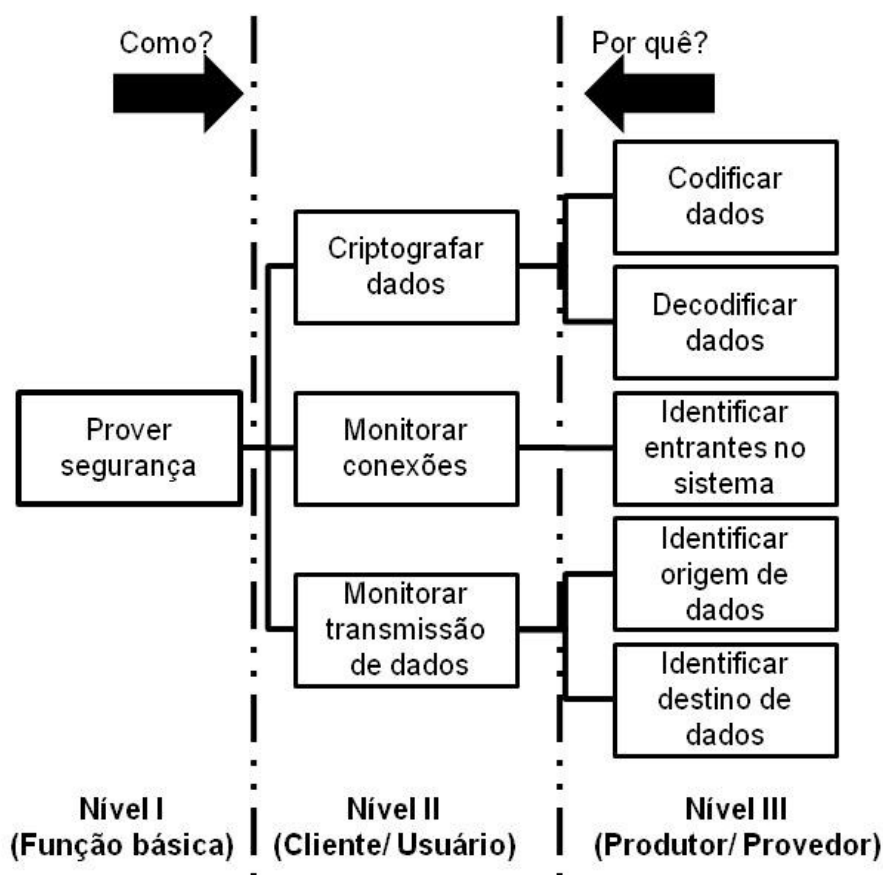 Como?
Por quê?
Codificar
dados
Criptografar
dados
Decodificar
dados
Prover
segurança
Monitorar
conexões
Identificar
entrantes no
sistema
Identificar
origem de
dados
Monitorar
transmissão
de dados
Identificar
destino de
dados
Nível I
(Função básica)
Nível II
(Cliente/ Usuário)
Nível III
(Produtor/ Provedor)